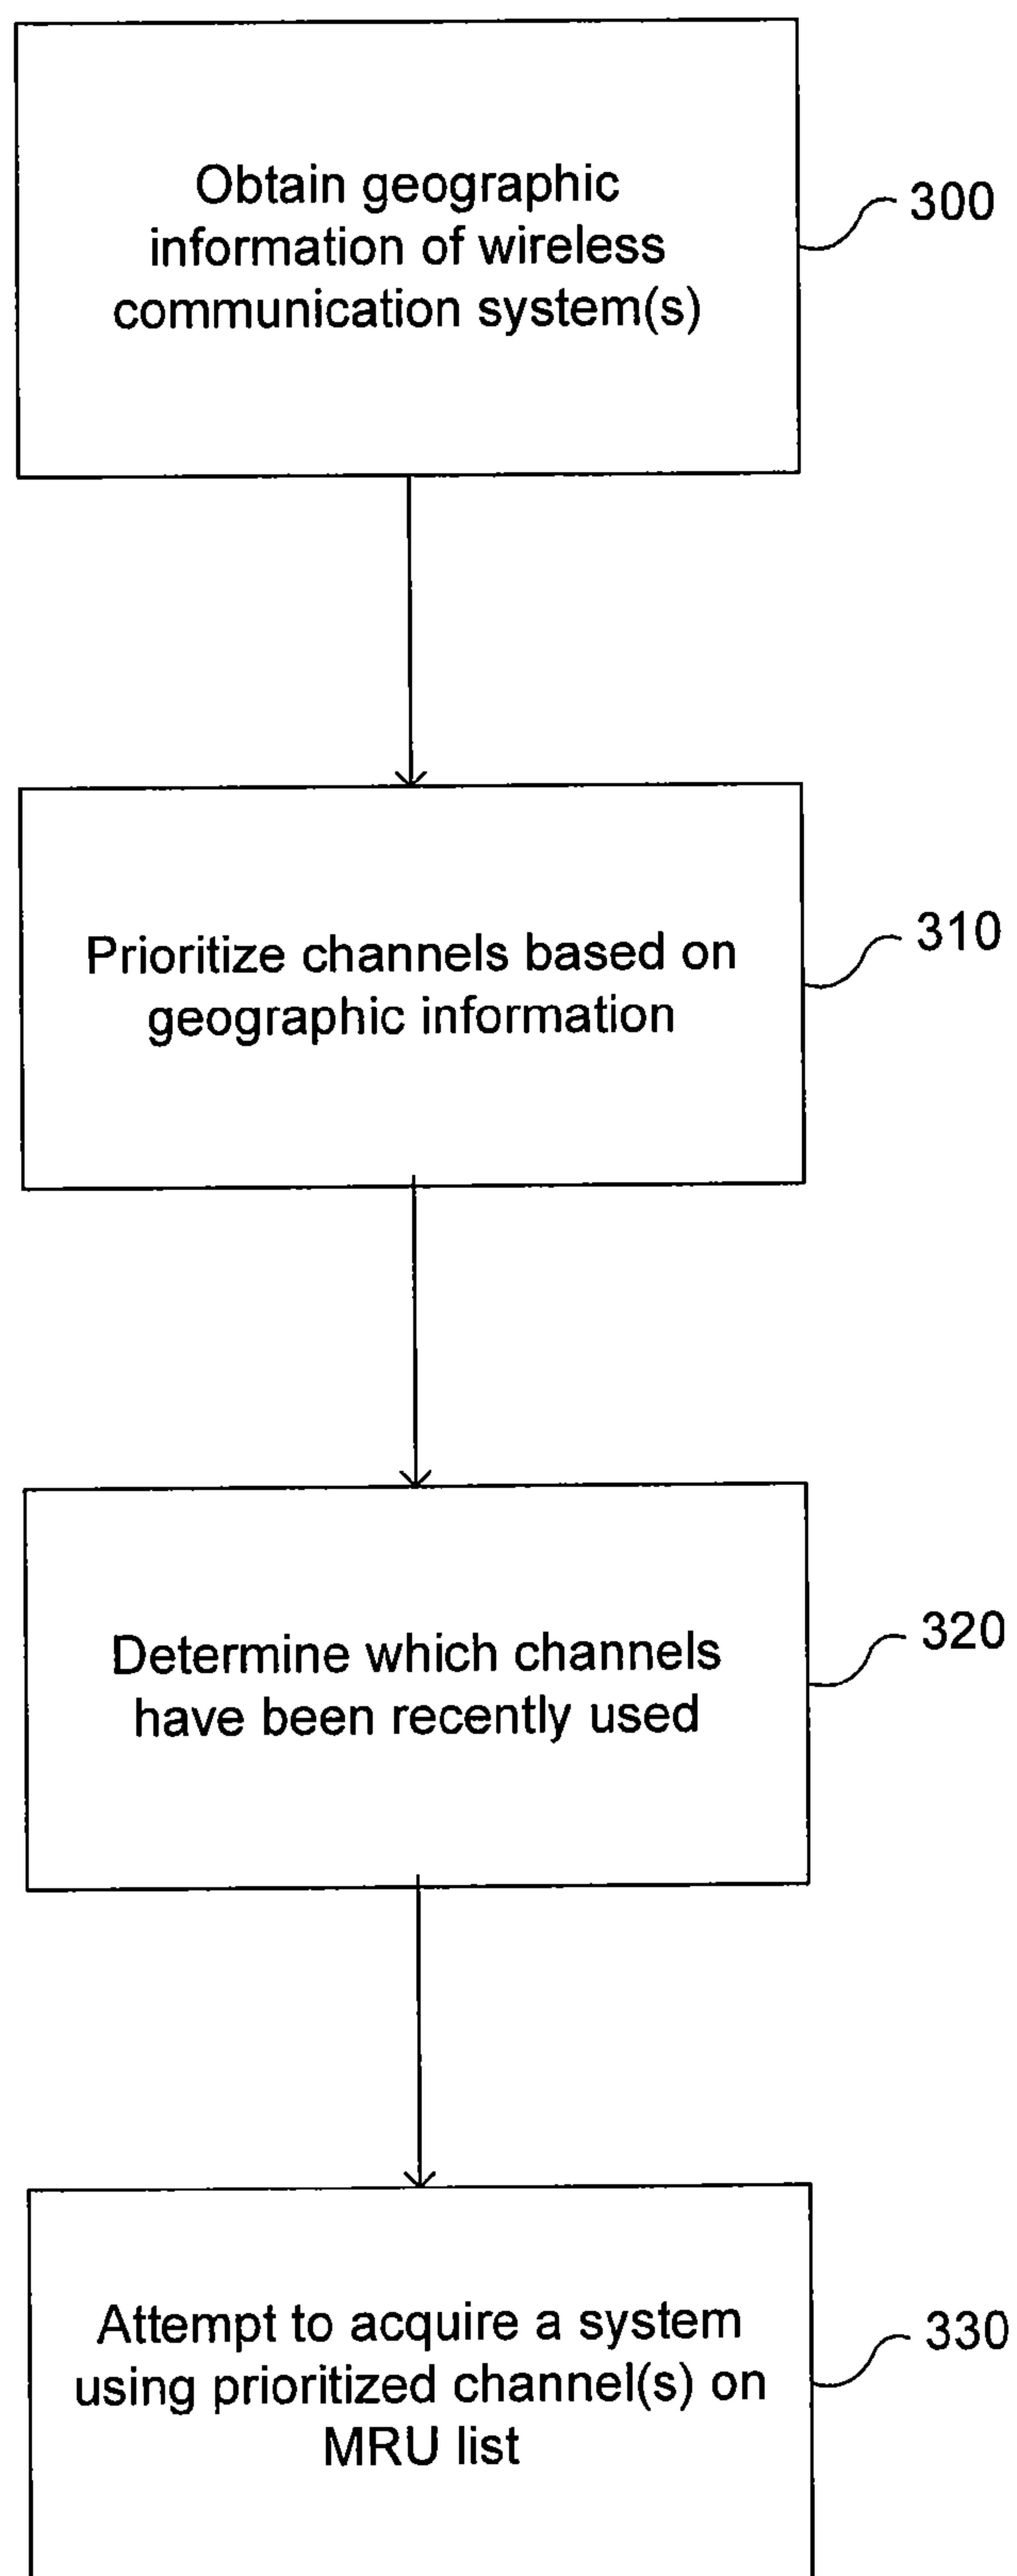 Obtain geographic
information of wireless
communication system(s)
300
Prioritize channels based on
geographic information
310
Determine which channels
have been recently used
320
Attempt to acquire a system
using prioritized channel(s) on
MRU list
330